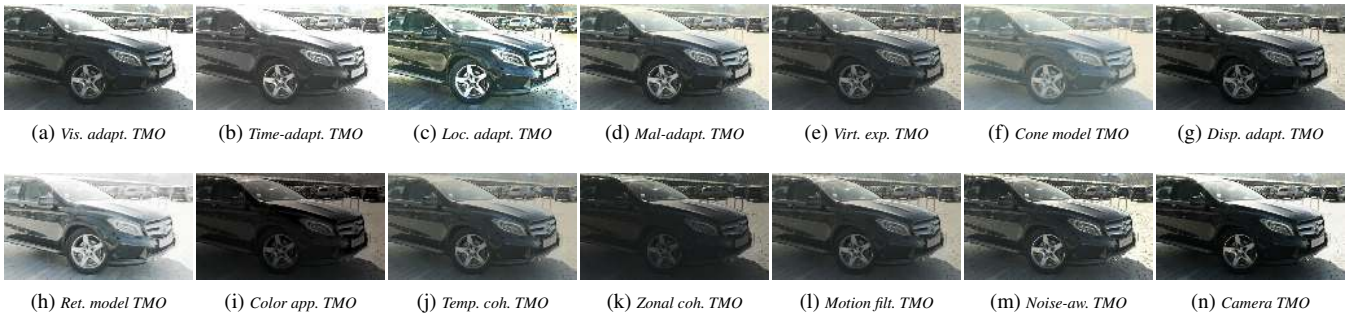 (a) Vis. adapt. TMO (b) Time-adapt. TMO (c) Loc. adapt. TMO (d) Mal-adapt. TMO (e) Virt. exp. TMO (f) Cone model TMO (g) Disp. adapt. TMO
(h) Ret. model TMO (i) Color app. TMO (j) Temp. coh. TMO (k) Zonal coh. TMO (l) Motion filt. TMO (m) Noise-aw. TMO (n) Camera TMO